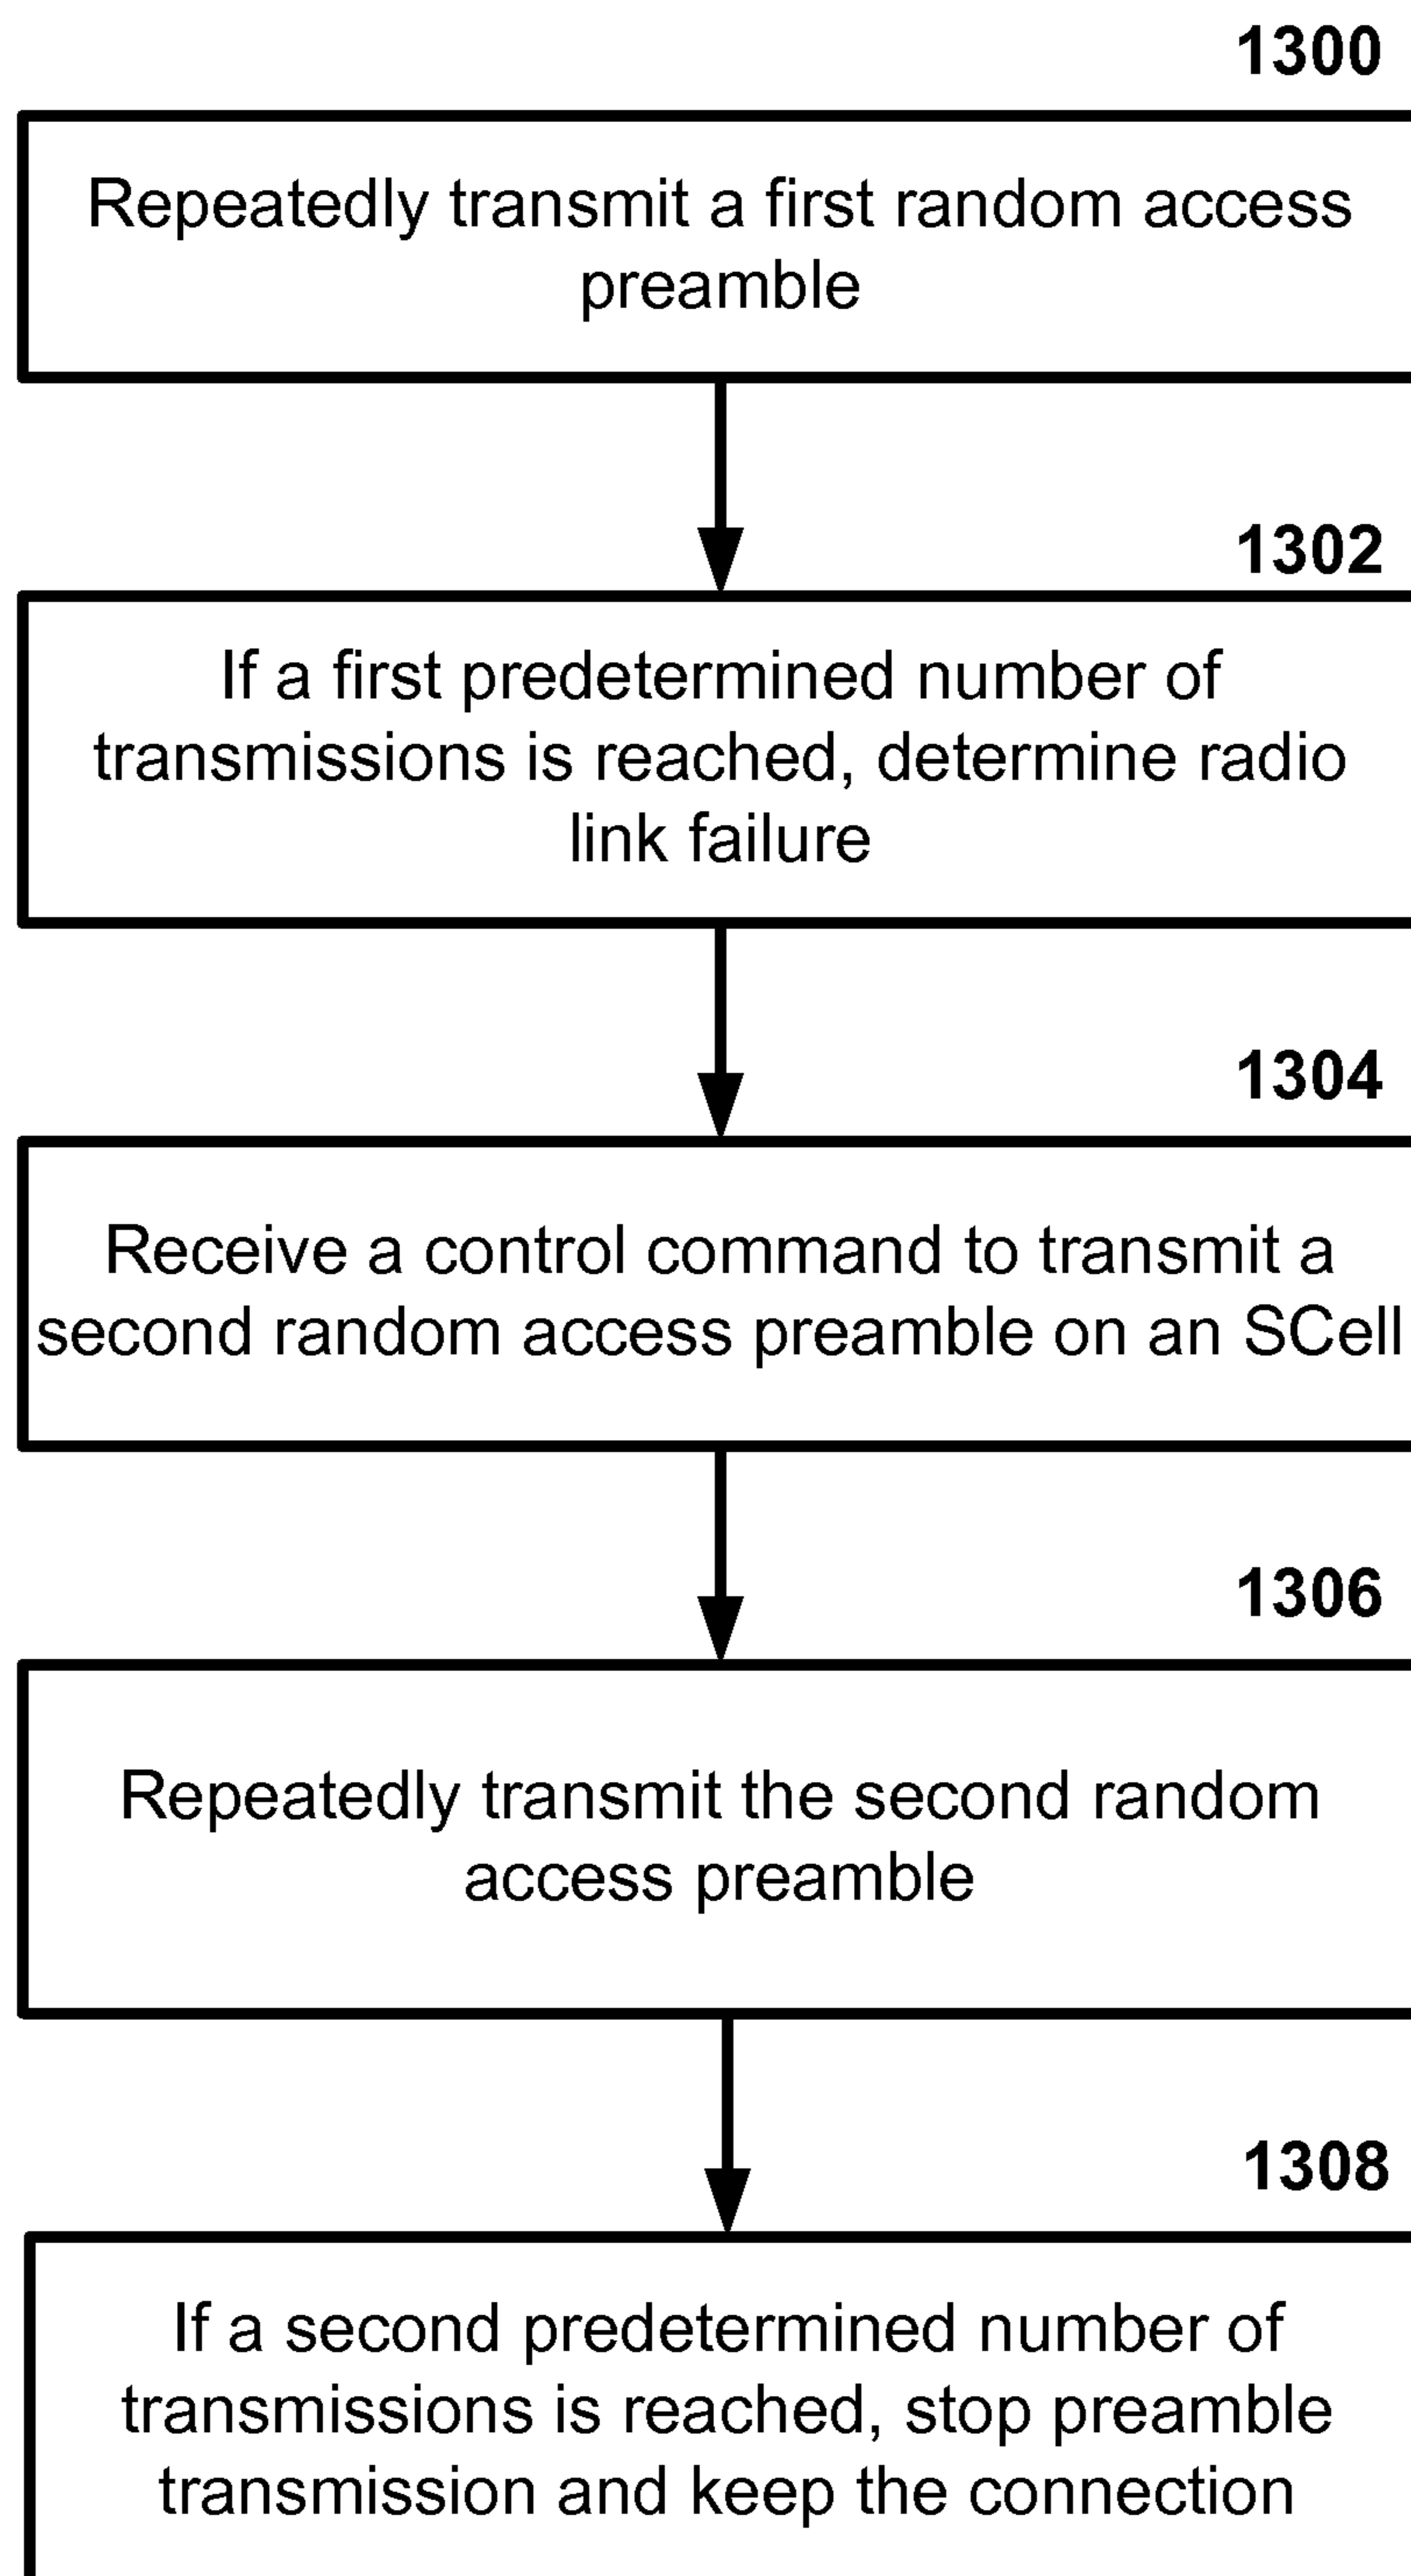 1300
Repeatedly transmit a first random access
preamble
1302
If a first predetermined number of
transmissions is reached, determine radio
link failure
1304
Receive a control command to transmit a
second random access preamble on an SCell
1306
Repeatedly transmit the second random
access preamble
1308
If a second predetermined number of
transmissions is reached, stop preamble
transmission and keep the connection